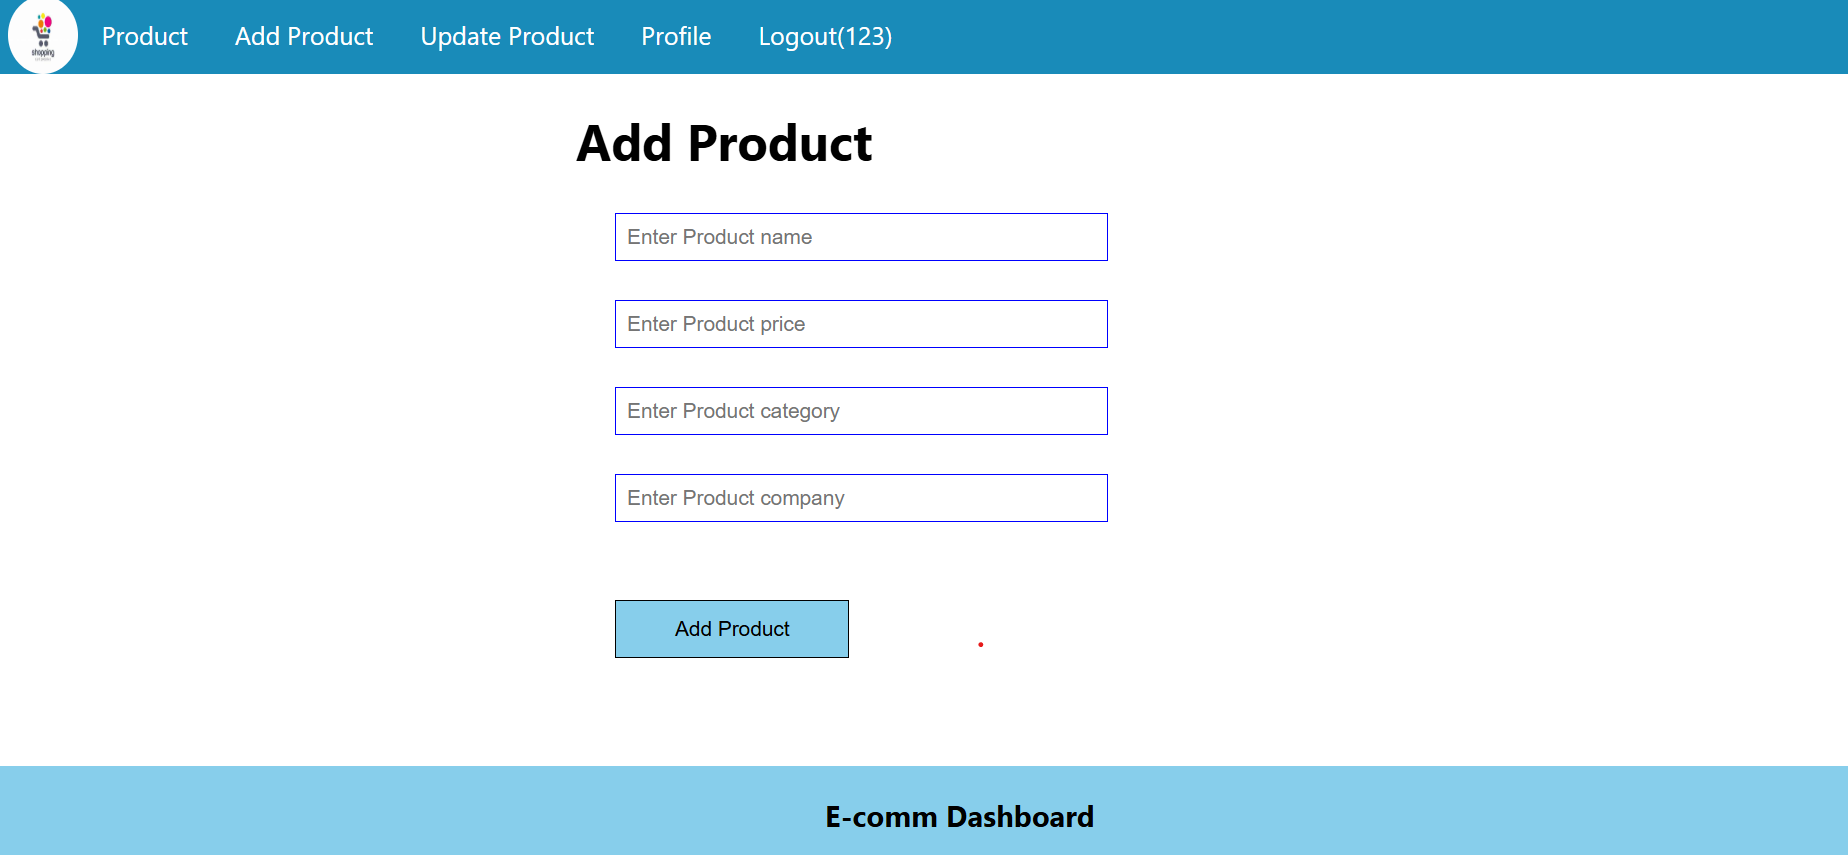 shopping
Product Add Product Update Product Profile Logout(123)
Add Product
Enter Product name
Enter Product price
Enter Product category
Enter Product company
Add Product
E-comm Dashboard